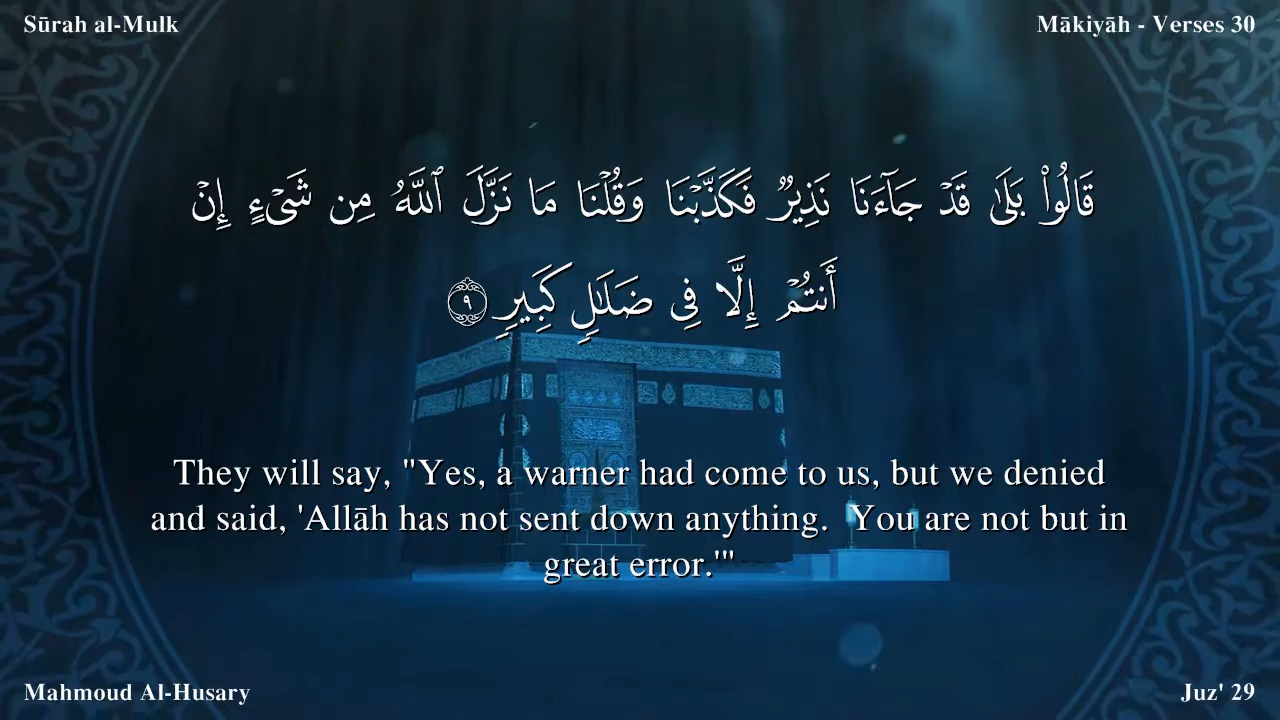 Sūrah al-Mulk
Mākiyāh - Verses 30
قَالُوا۟ بَلَىٰ قَدْ جَآءَنَا نَذِيرٌ فَكَذَّبْنَا وَقُلْنَا مَا نَزَّلَ ٱللَّهُ مِن شَىْءٍ إِنْ
أَنتُمْ إِلَّا فِى ضَلَـٰلٍ كَبِيرٍ ٩
They will say, "Yes, a warner had come to us, but we denied
and said, 'Allāh has not sent down anything.  You are not but in
great error.'"
Mahmoud Al-Husary
Juz' 29